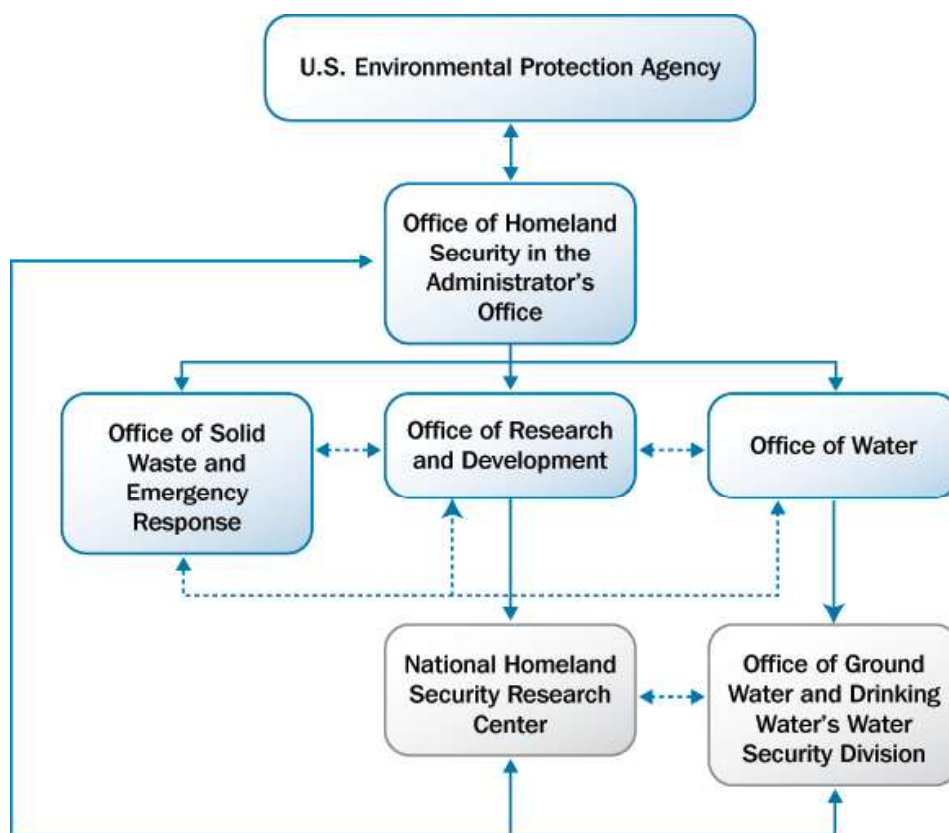 U.S. Environmental Protection Agency
Office of Homeland
Security in the
Administrator's
Office
Office of Solid
Waste and
Emergency
Response
Office of Research
and Development
Office of Water
National Homeland
Security Research
Center
Office of Ground
Water and Drinking
Water's Water
Security Division